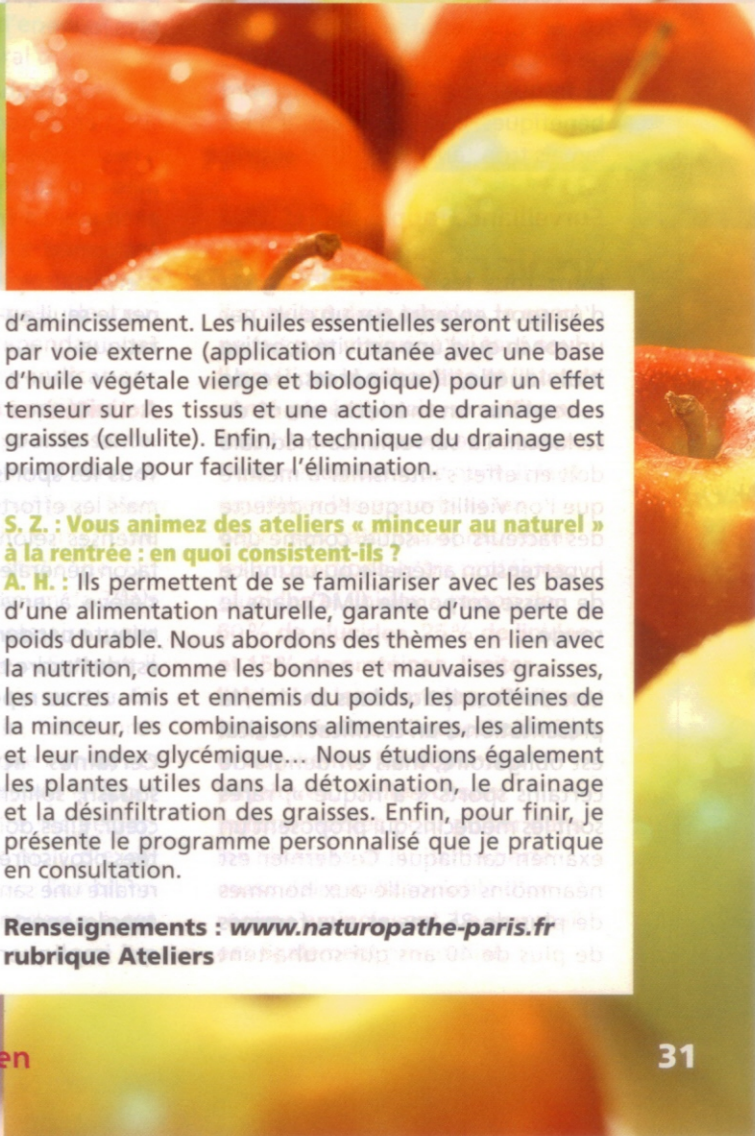 d'amincissement. Les huiles essentielles seront utilisées
par voie externe (application cutanée avec une base
d'huile végétale vierge et biologique) pour un effet
tenseur sur les tissus et une action de drainage des
graisses (cellulite). Enfin, la technique du drainage est
primordiale pour faciliter l'élimination.
S. Z. : Vous animez des ateliers « minceur au naturel »
à la rentrée : en quoi consistent-ils ?
A. H. : Ils permettent de se familiariser avec les bases
d'une alimentation naturelle, garante d'une perte de
poids durable. Nous abordons des thèmes en lien avec
la nutrition, comme les bonnes et mauvaises graisses,
les sucres amis et ennemis du poids, les protéines de
la minceur, les combinaisons alimentaires, les aliments
et leur index glycémique... Nous étudions également
les plantes utiles dans la détoxination, le drainage
et la désinfiltration des graisses. Enfin, pour finir, je
présente le programme personnalisé que je pratique
en consultation.
Renseignements : www.naturopathe-paris.fr
rubrique Ateliers
en
31